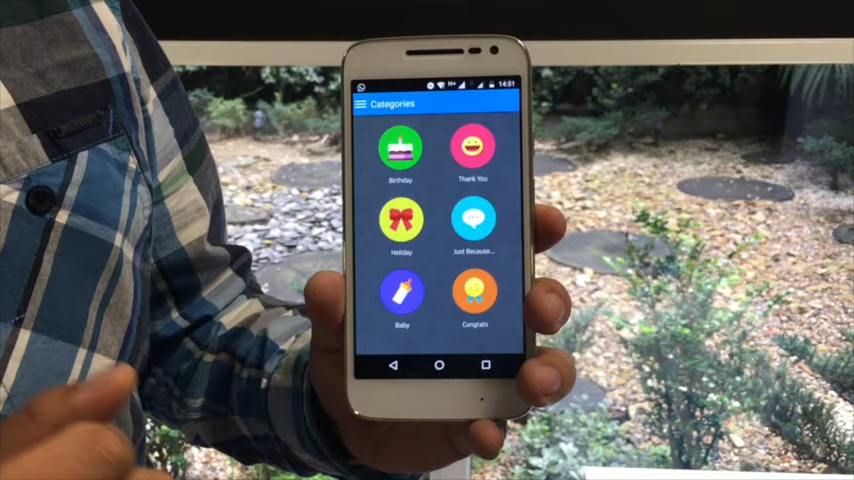 H+ 14:51
Categories
Birthday
Thank You
Holiday
Just Because...
Baby
Congrats